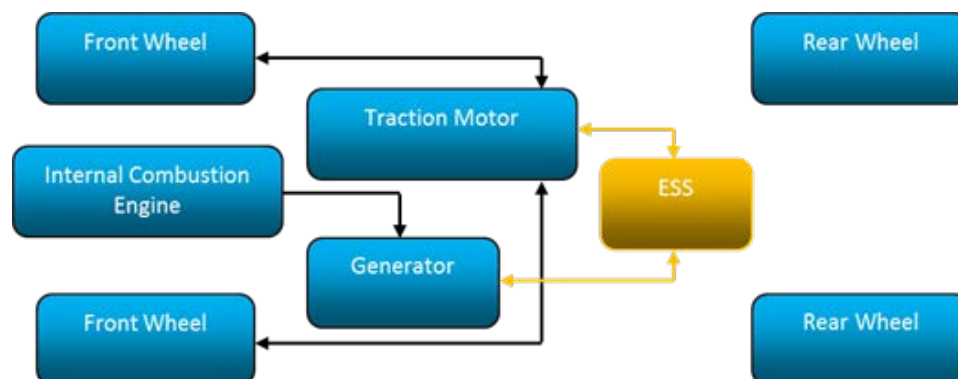 Front Wheel
Rear Wheel
Traction Motor
Internal Combustion
Engine
ESS
Generator
Front Wheel
Rear Wheel